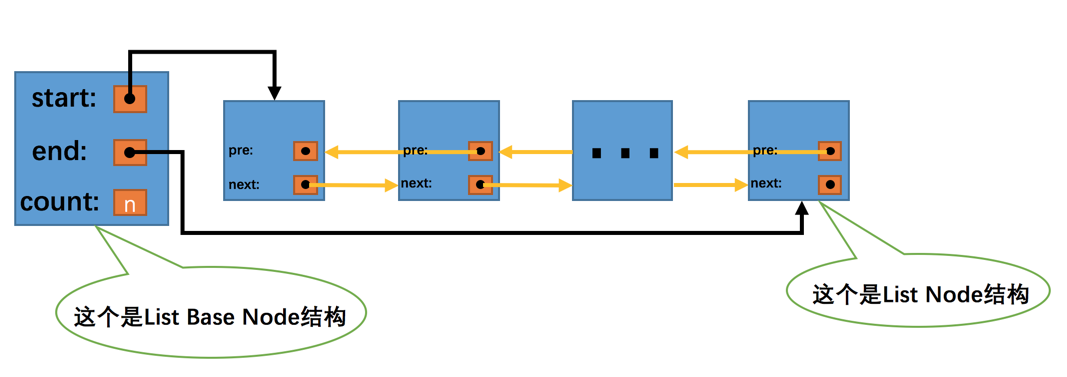 start:
end:
count:
n
pre:
next:
pre:
next:
...
pre:
next:
这个是List Base Node结构
这个是List Node结构